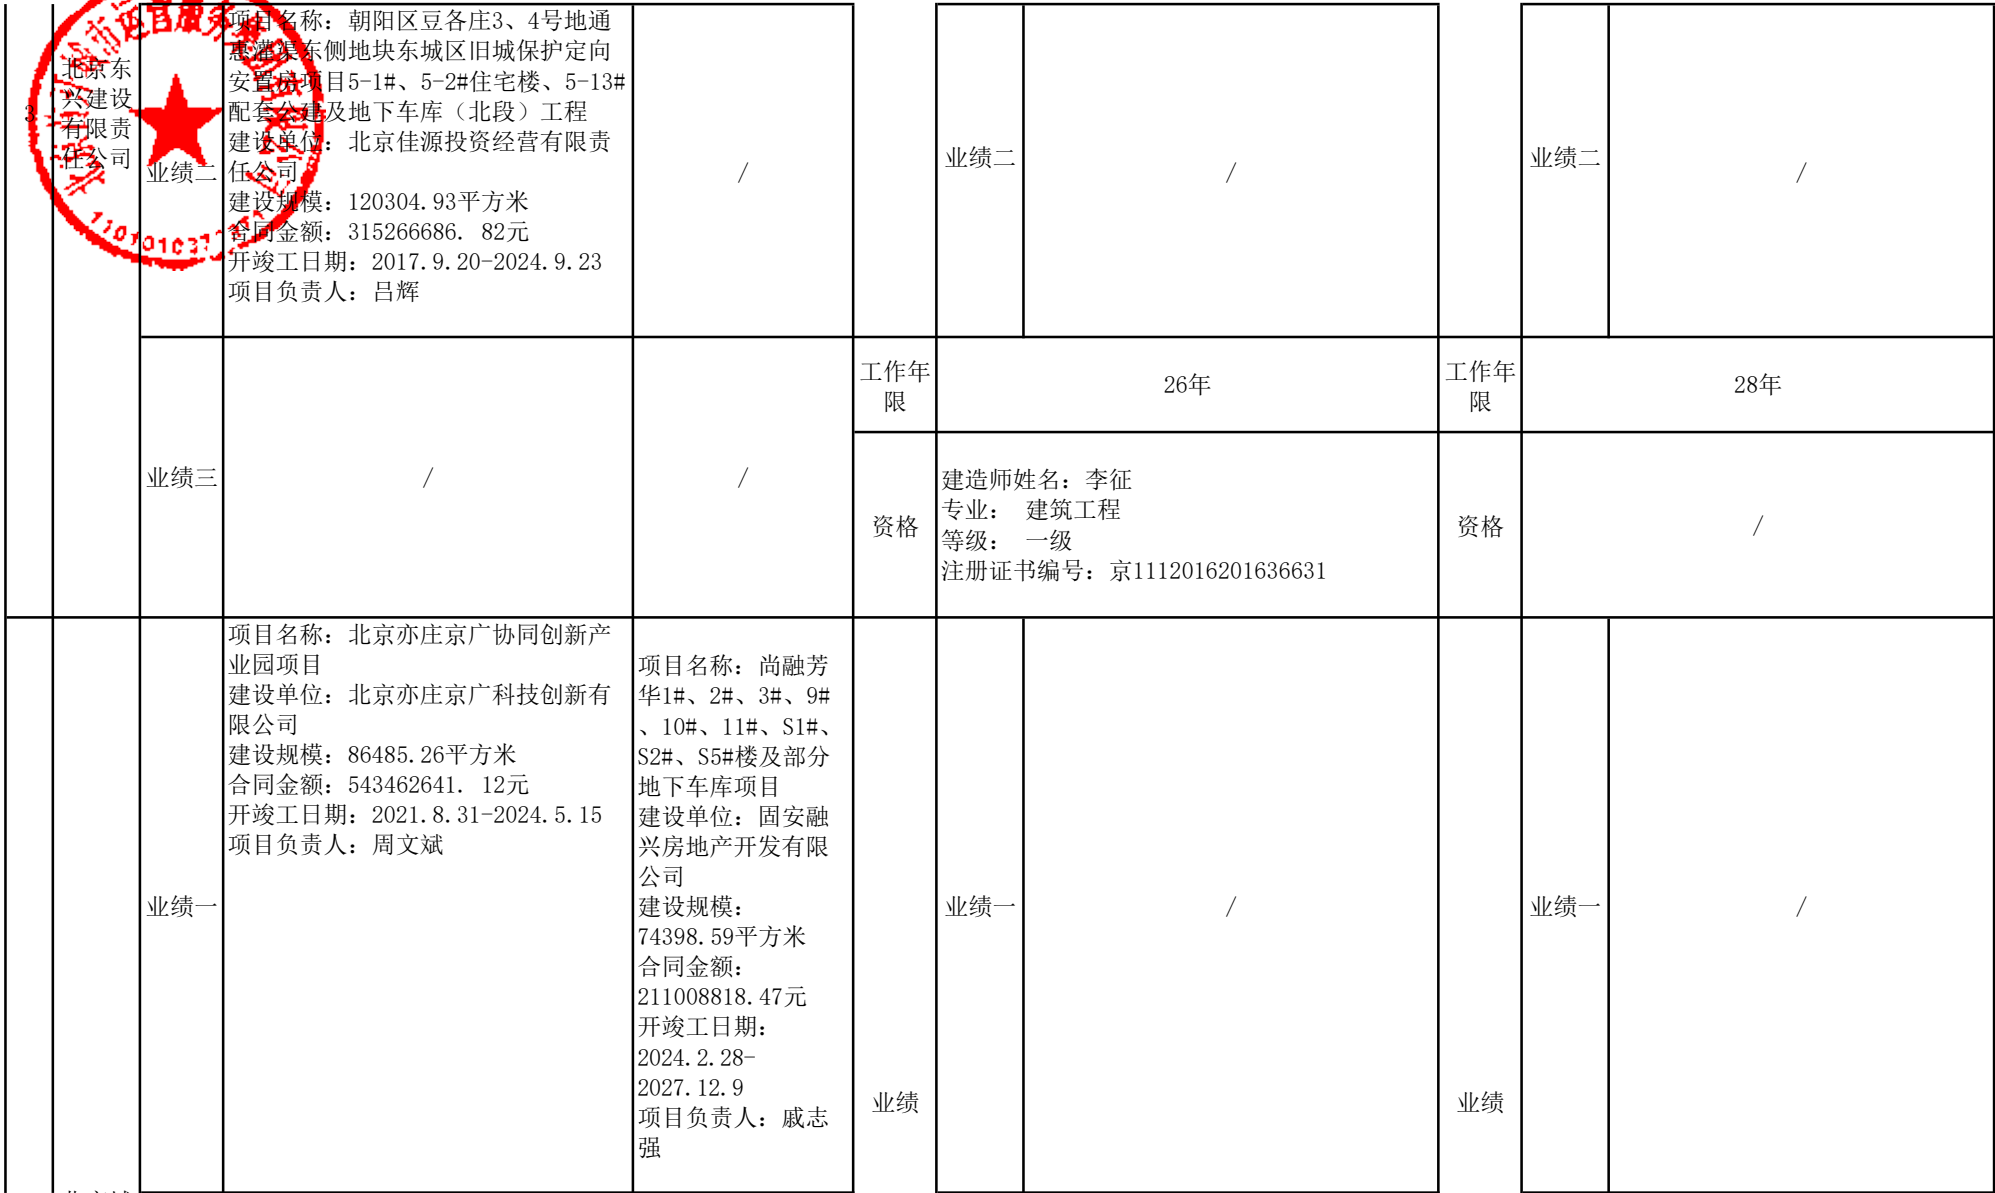 3
北京东
兴建设
有限责
任公司
业绩二
项目名称：朝阳区豆各庄3、4号地通
惠灌渠东侧地块东城区旧城保护定向
安置房项目5-1#、5-2#住宅楼、5-13#
配套公建及地下车库（北段）工程
建设单位：北京佳源投资经营有限责
任公司
建设规模：120304.93平方米
合同金额：315266686. 82元
开竣工日期：2017.9.20-2024.9.23
项目负责人：吕辉
/
业绩二
/
业绩二
/
业绩三
/
/
工作年
限
26年
工作年
限
28年
资格
建造师姓名：李征
专业： 建筑工程
等级： 一级
注册证书编号：京1112016201636631
资格
/
业绩一
项目名称：北京亦庄京广协同创新产
业园项目
建设单位：北京亦庄京广科技创新有
限公司
建设规模：86485.26平方米
合同金额：543462641. 12元
开竣工日期：2021.8.31-2024.5.15
项目负责人：周文斌
项目名称：尚融芳
华1#、2#、3#、9#
、10#、11#、S1#、
S2#、S5#楼及部分
地下车库项目
建设单位：固安融
兴房地产开发有限
公司
建设规模：
74398.59平方米
合同金额：
211008818.47元
开竣工日期：
2024.2.28-
2027.12.9
项目负责人：戚志
强
业绩
业绩一
/
业绩
业绩一
/